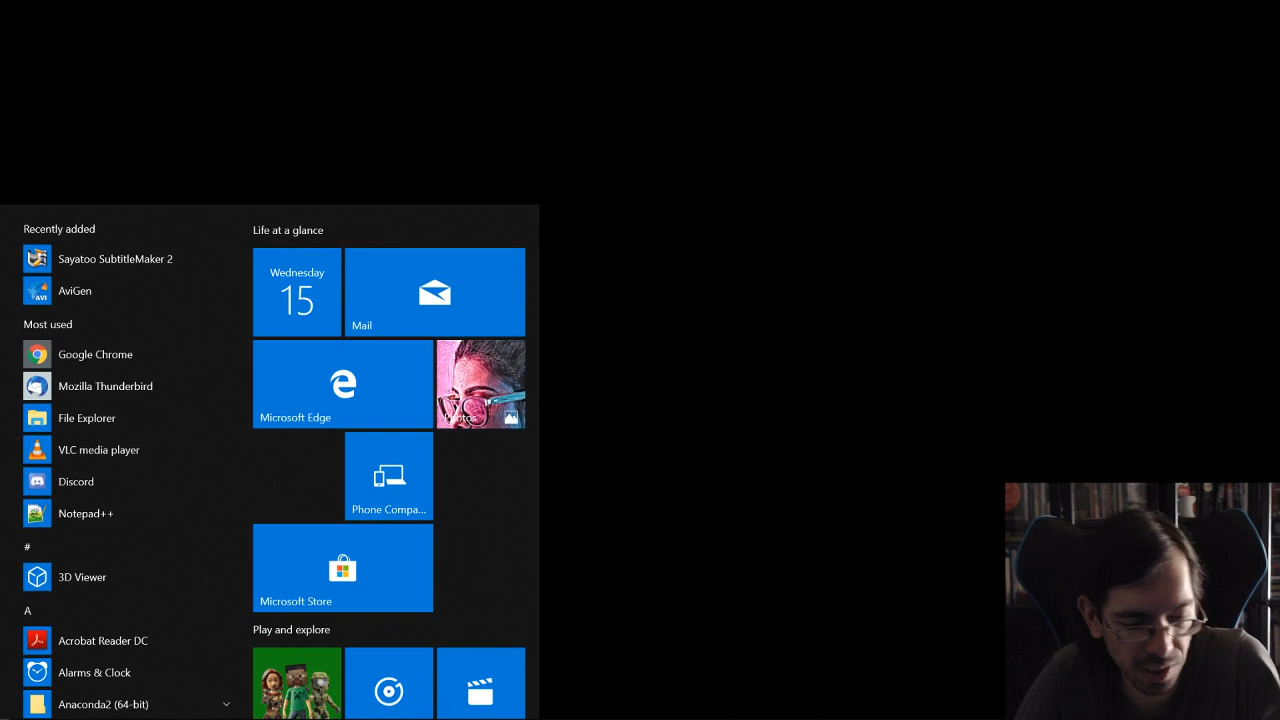 Recently added
Sayatoo SubtitleMaker 2
AviGen
Most used
Google Chrome
Mozilla Thunderbird
File Explorer
VLC media player
Discord
Notepad++
#
3D Viewer
A
Acrobat Reader DC
Alarms & Clock
Anaconda2 (64-bit)
Life at a glance
Wednesday
15
Mail
Microsoft Edge
Photos
Phone Compa...
Microsoft Store
Play and explore
AVI